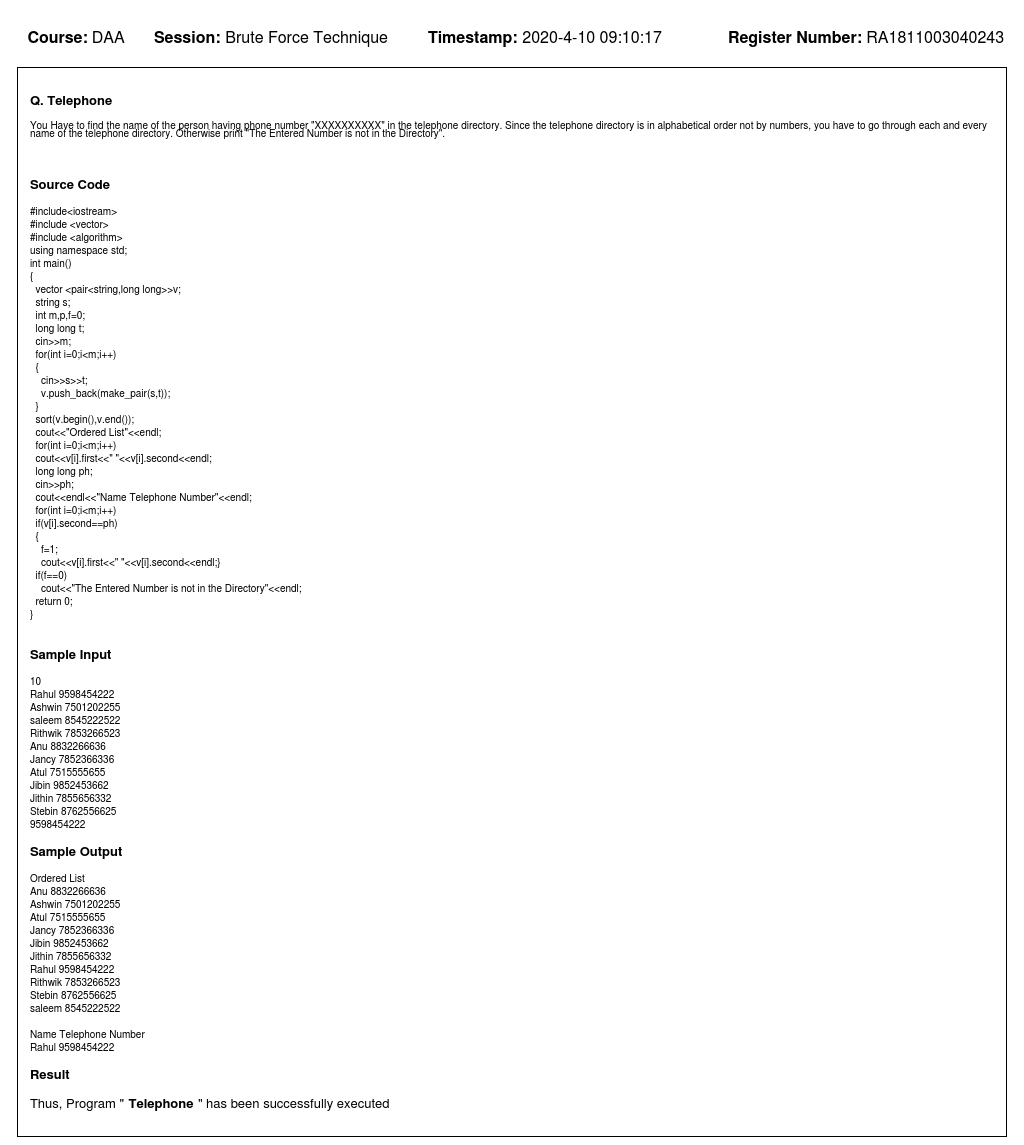 Course: DAA Session: Brute Force Technique Timestamp: 2020-4-10 09:10:17 Register Number: RA1811003040243
Q. Telephone
You Have to find the name of the person having phone number "XXXXXXXXXX" in the telephone directory. Since the telephone directory is in alphabetical order not by numbers, you have to go through each and every
name of the telephone directory. Otherwise print "The Entered Number is not in the Directory".
Source Code
#include<iostream>
#include <vector>
#include <algorithm>
using namespace std;
int main()
{
  vector <pair<string,long long>>v;
  string s;
  int m,p,f=0;
  long long t;
  cin>>m;
  for(int i=0;i<m;i++)
  {
    cin>>s>>t;
    v.push_back(make_pair(s,t));
  }
  sort(v.begin(),v.end());
  cout<<"Ordered List"<<endl;
  for(int i=0;i<m;i++)
  cout<<v[i].first<<" "<<v[i].second<<endl;
  long long ph;
  cin>>ph;
  cout<<endl<<"Name Telephone Number"<<endl;
  for(int i=0;i<m;i++)
  if(v[i].second==ph)
  {
    f=1;
    cout<<v[i].first<<" "<<v[i].second<<endl;}
  if(f==0)
    cout<<"The Entered Number is not in the Directory"<<endl;
  return 0;
}
Sample Input
10
Rahul 9598454222
Ashwin 7501202255
saleem 8545222522
Rithwik 7853266523
Anu 8832266636
Jancy 7852366336
Atul 7515555655
Jibin 9852453662
Jithin 7855656332
Stebin 8762556625
9598454222
Sample Output
Ordered List
Anu 8832266636
Ashwin 7501202255
Atul 7515555655
Jancy 7852366336
Jibin 9852453662
Jithin 7855656332
Rahul 9598454222
Rithwik 7853266523
Stebin 8762556625
saleem 8545222522
Name Telephone Number
Rahul 9598454222
Result
Thus, Program " Telephone " has been successfully executed